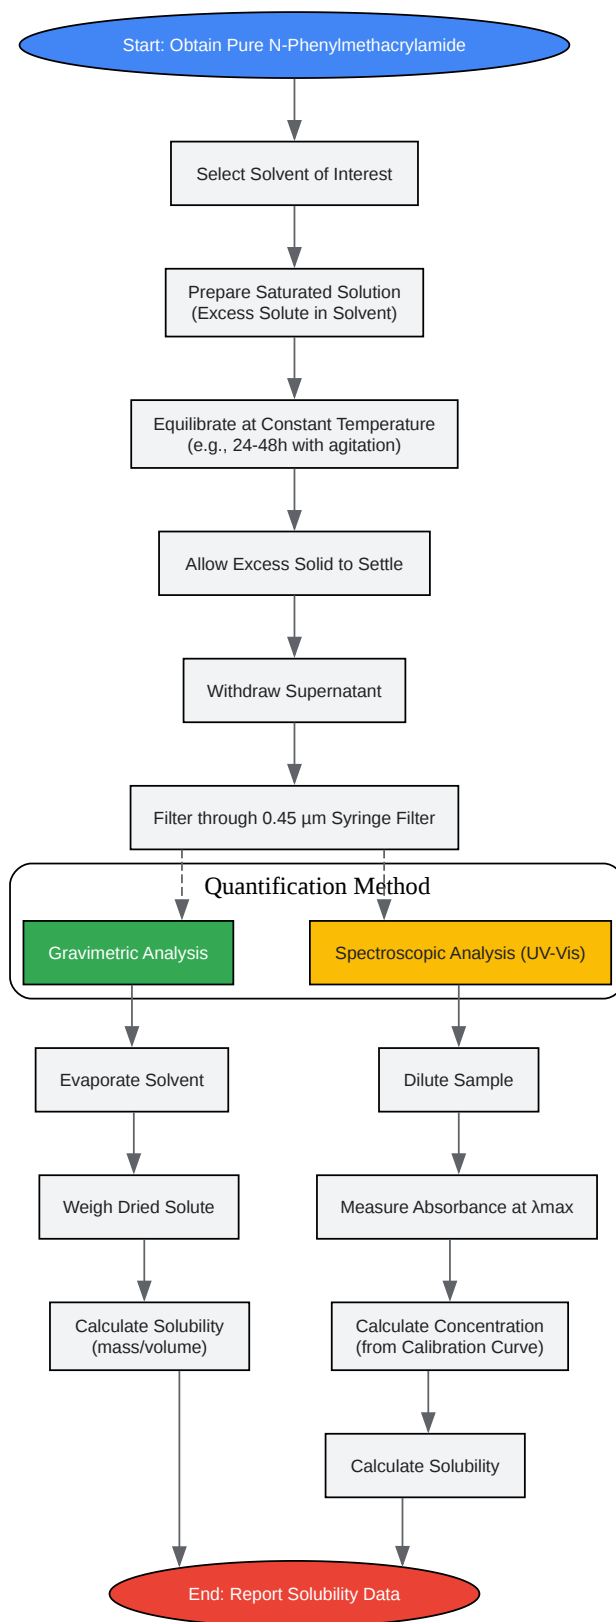 Start: Obtain Pure N-Phenylmethacrylamide
Select Solvent of Interest
Prepare Saturated Solution
(Excess Solute in Solvent)
Equilibrate at Constant Temperature
(e.g., 24-48h with agitation)
Allow Excess Solid to Settle
Withdraw Supernatant
Filter through 0.45 µm Syringe Filter
Quantification Method
Gravimetric Analysis
Spectroscopic Analysis (UV-Vis)
Evaporate Solvent
Dilute Sample
Weigh Dried Solute
Measure Absorbance at λmax
Calculate Solubility
(mass/volume)
Calculate Concentration
(from Calibration Curve)
Calculate Solubility
End: Report Solubility Data